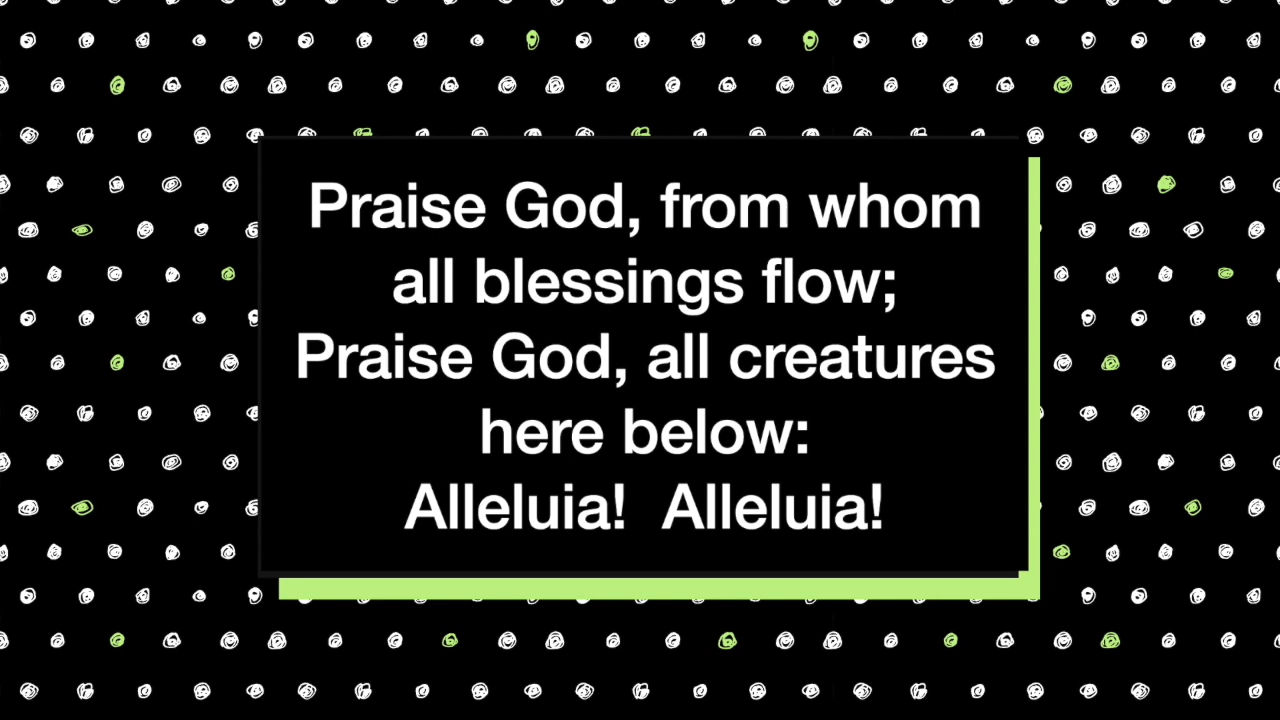 Praise God, from whom
all blessings flow;
Praise God, all creatures
here below:
Alleluia!  Alleluia!